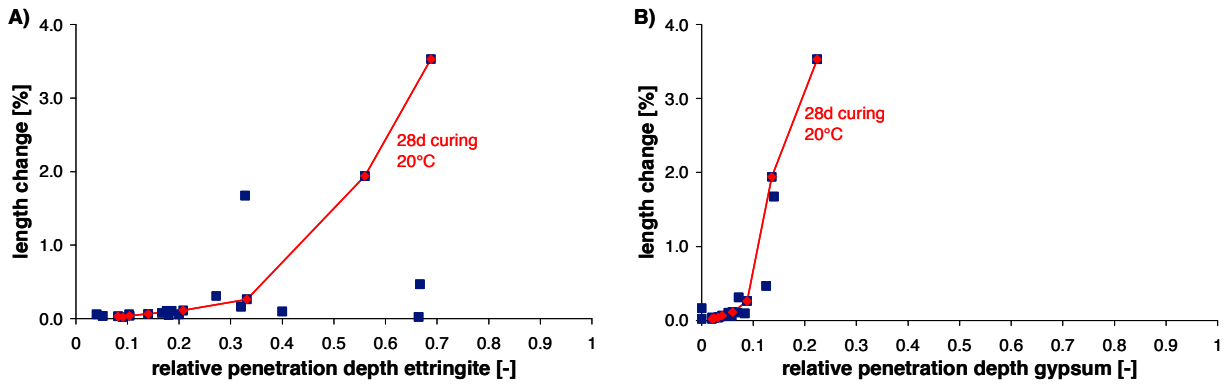 A)
4.0
3.0
2.0
1.0
0.0
length change [%]
28d curing
20°C
0 0.1 0.2 0.3 0.4 0.5 0.6 0.7 0.8 0.9 1
relative penetration depth ettringite [-]
B)
4.0
3.0
2.0
1.0
0.0
length change [%]
28d curing
20°C
0 0.1 0.2 0.3 0.4 0.5 0.6 0.7 0.8 0.9 1
relative penetration depth gypsum [-]